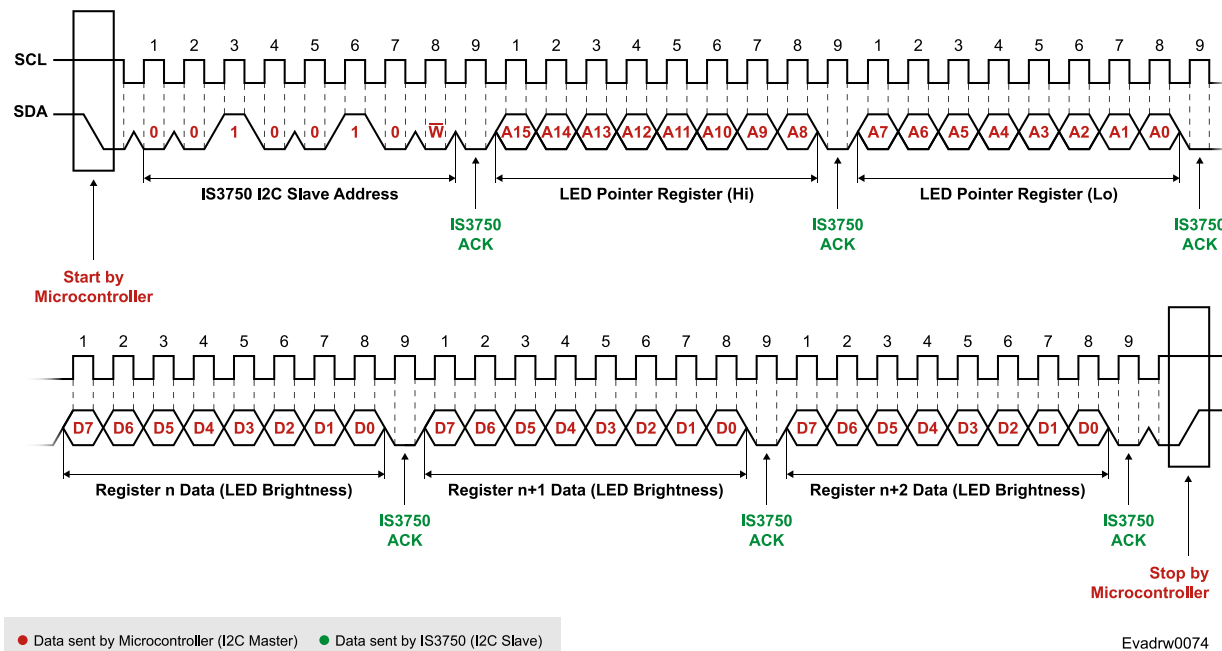 1 2 3 4 5 6 7 8 9 1 2 3 4 5 6 7 8 9 1 2 3 4 5 6 7 8 9
SCL
SDA
0 0 1 0 0 1 0 W̅ A15 A14 A13 A12 A11 A10 A9 A8 A7 A6 A5 A4 A3 A2 A1 A0
IS3750 I2C Slave Address LED Pointer Register (Hi) LED Pointer Register (Lo)
IS3750 IS3750 IS3750
ACK ACK ACK
Start by
Microcontroller
1 2 3 4 5 6 7 8 9 1 2 3 4 5 6 7 8 9 1 2 3 4 5 6 7 8 9
D7 D6 D5 D4 D3 D2 D1 D0 D7 D6 D5 D4 D3 D2 D1 D0 D7 D6 D5 D4 D3 D2 D1 D0
Register n Data (LED Brightness) Register n+1 Data (LED Brightness) Register n+2 Data (LED Brightness)
IS3750 IS3750 IS3750
ACK ACK ACK
Stop by
Microcontroller
Data sent by Microcontroller (I2C Master) Data sent by IS3750 (I2C Slave)
Evadrw0074